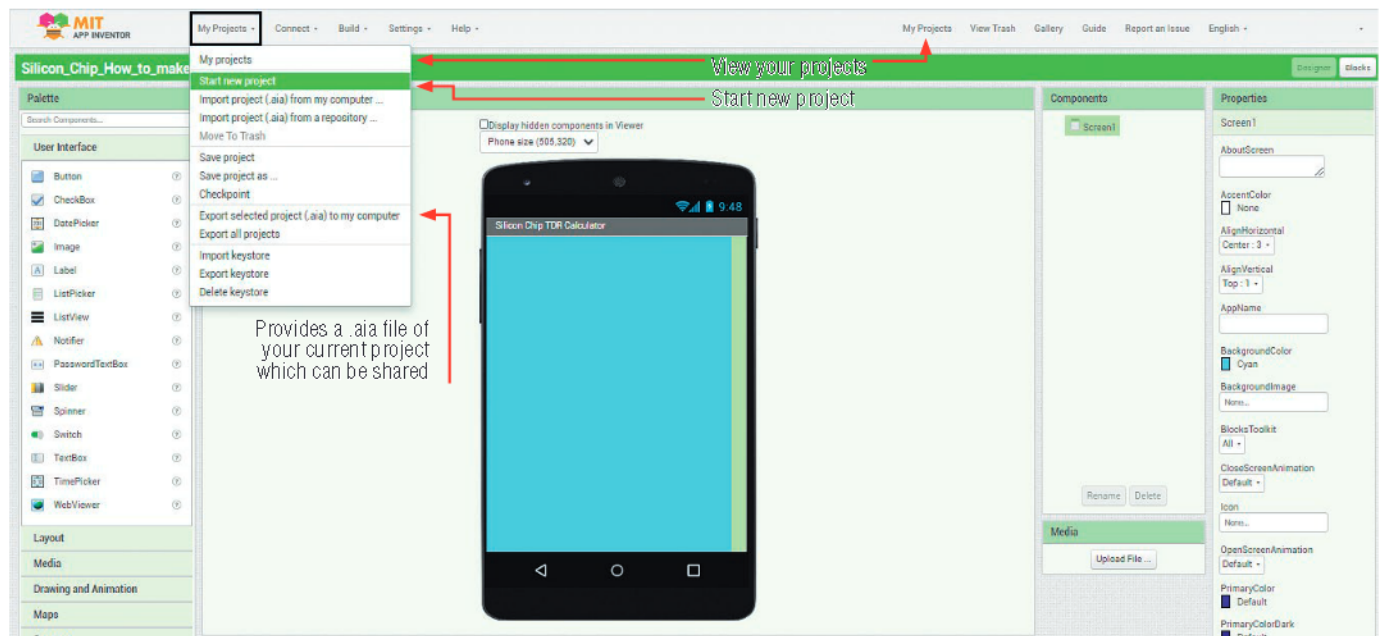 MIT
APP INVENTOR
My Projects Connect Build Settings Help My Projects View Trash Gallery Guide Report an Issue English
Silicon_Chip_How_to_make
Designer Blocks
My projects
Start new project
Import project (.aia) from my computer ...
Import project (.aia) from a repository ...
Move To Trash
Save project
Save project as ...
Checkpoint
Export selected project (.aia) to my computer
Export all projects
Import keystore
Export keystore
Delete keystore
View your projects
Start new project
Provides a .aia file of
your current project
which can be shared
Palette
Search Components...
User Interface
Button
CheckBox
DatePicker
Image
Label
ListPicker
ListView
Notifier
PasswordTextBox
Slider
Spinner
Switch
TextBox
TimePicker
WebViewer
Layout
Media
Drawing and Animation
Maps
Display hidden components in Viewer
Phone size (505,320)
9:48
Silicon Chip TDR Calculator
Components
Screen1
Rename Delete
Media
Upload File ...
Properties
Screen1
AboutScreen
AccentColor
None
AlignHorizontal
Center : 3
AlignVertical
Top : 1
AppName
BackgroundColor
Cyan
BackgroundImage
None...
BlocksToolkit
All
CloseScreenAnimation
Default
Icon
None...
OpenScreenAnimation
Default
PrimaryColor
Default
PrimaryColorDark